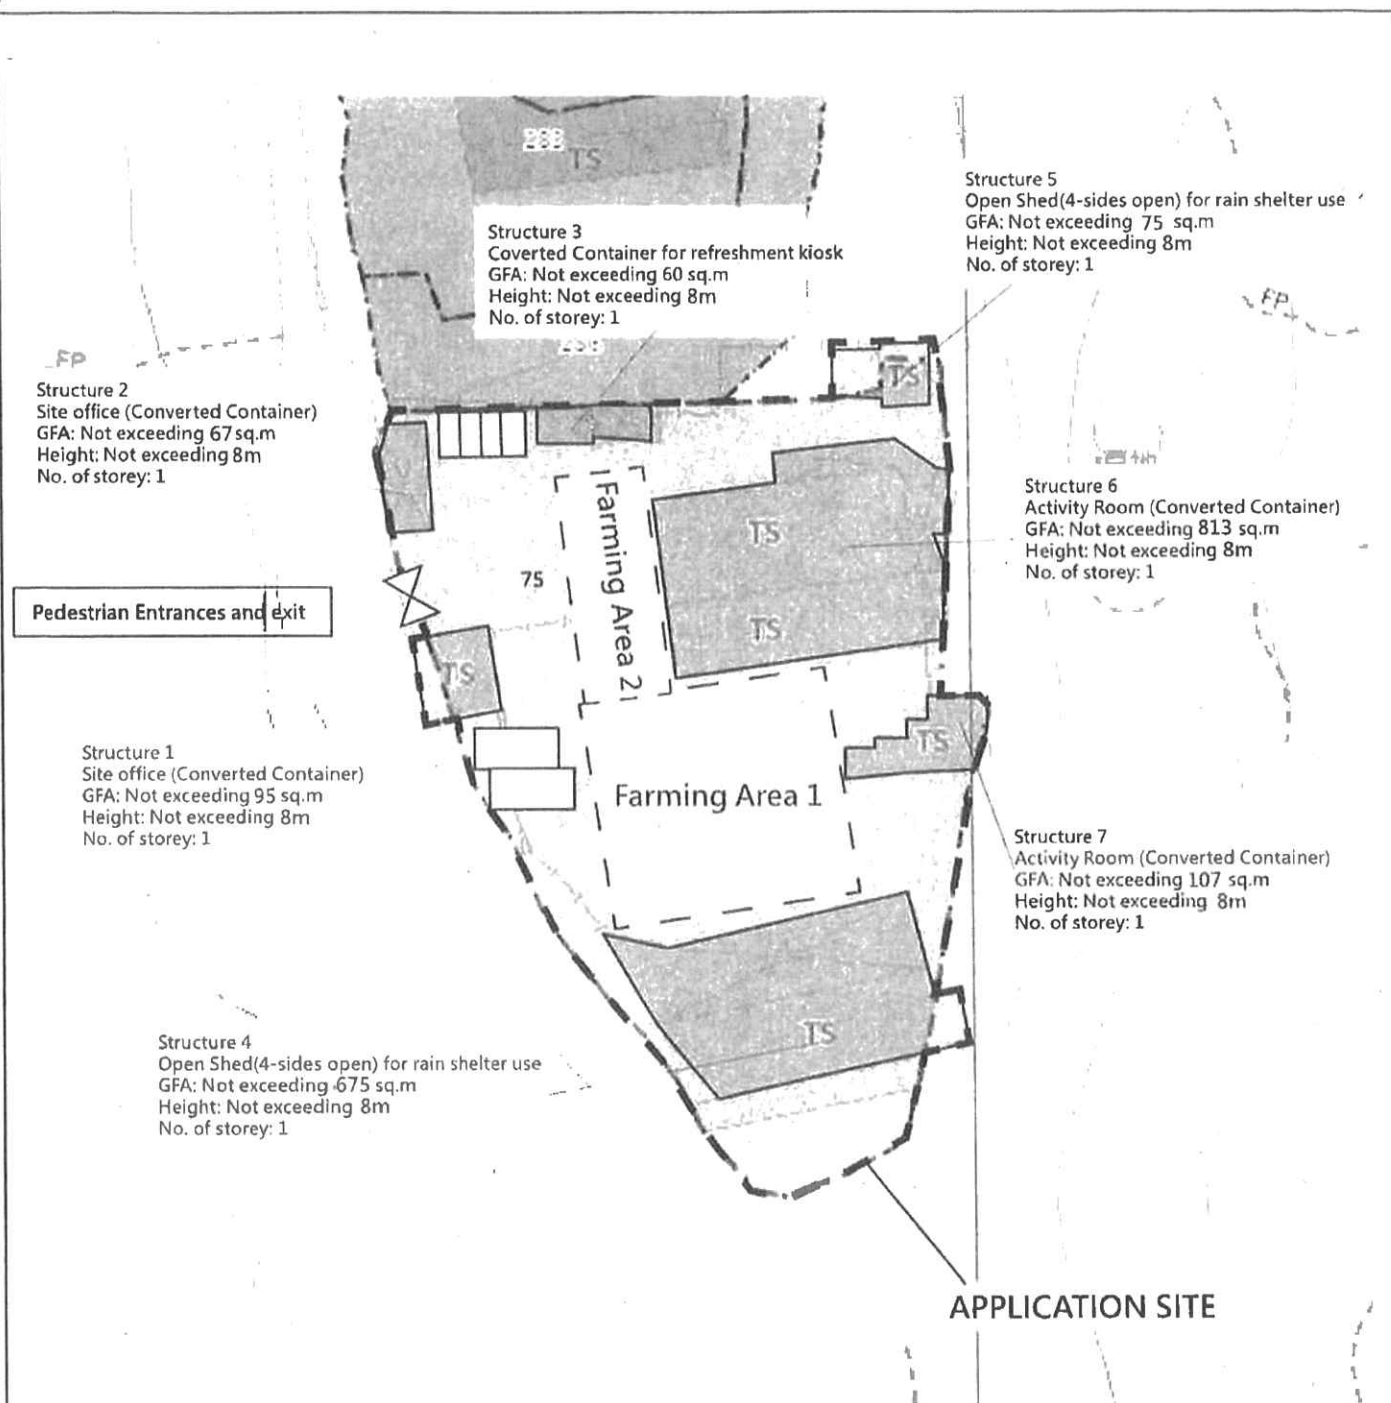 TS
Structure 5
Open Shed(4-sides open) for rain shelter use
GFA: Not exceeding 75 sq.m
Height: Not exceeding 8m
No. of storey: 1
Structure 3
Coverted Container for refreshment kiosk
GFA: Not exceeding 60 sq.m
Height: Not exceeding 8m
No. of storey: 1
FP
FP
TS
Structure 2
Site office (Converted Container)
GFA: Not exceeding 67 sq.m
Height: Not exceeding 8m
No. of storey: 1
Structure 6
Activity Room (Converted Container)
GFA: Not exceeding 813 sq.m
Height: Not exceeding 8m
No. of storey: 1
TS
Farming Area 2
75
Pedestrian Entrances and exit
TS
TS
TS
Structure 1
Site office (Converted Container)
GFA: Not exceeding 95 sq.m
Height: Not exceeding 8m
No. of storey: 1
Farming Area 1
Structure 7
Activity Room (Converted Container)
GFA: Not exceeding 107 sq.m
Height: Not exceeding 8m
No. of storey: 1
TS
Structure 4
Open Shed(4-sides open) for rain shelter use
GFA: Not exceeding 675 sq.m
Height: Not exceeding 8m
No. of storey: 1
APPLICATION SITE